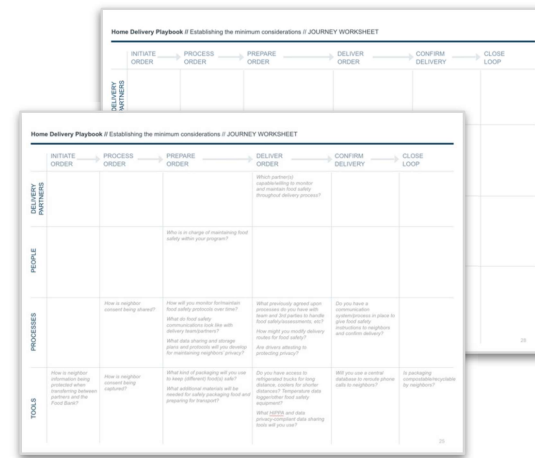 Home Delivery Playbook // Establishing the minimum considerations // JOURNEY WORKSHEET
INITIATE
ORDER
PROCESS
ORDER
PREPARE
ORDER
DELIVER
ORDER
CONFIRM
DELIVERY
CLOSE
LOOP
DELIVERY
PARTNERS
Home Delivery Playbook // Establishing the minimum considerations // JOURNEY WORKSHEET
INITIATE
ORDER
PROCESS
ORDER
PREPARE
ORDER
DELIVER
ORDER
CONFIRM
DELIVERY
CLOSE
LOOP
DELIVERY
PARTNERS
Which partner(s)
capable/willing to monitor
and maintain food safety
throughout delivery process?
PEOPLE
Who is in charge of maintaining food
safety within your program?
PROCESSES
How is neighbor
consent being shared?
How will you monitor/maintain
food safety protocols over time?
What do food safety
communications look like with
delivery team/partners?
What data sharing and storage
plans and protocols will you develop
for maintaining neighbors' privacy?
What previously agreed upon
processes do you have with
team and 3rd parties to handle
food safety/assessments, etc?
How might you modify delivery
routes for food safety?
Are drivers attesting to
protecting privacy?
Do you have a
communication
system/process in place to
give food safety
instructions to neighbors
and confirm delivery?
TOOLS
How is neighbor
information being
protected when
transferring between
partners and the
Food Bank?
How is neighbor
consent being
captured?
What kind of packaging will you use
to keep (different) food(s) safe?
What additional materials will be
needed for safely packaging food and
preparing for transport?
Do you have access to
refrigerated trucks for long
distance, coolers for shorter
distances? Temperature data
logger/other food safety
equipment?
What HIPPA and data
privacy-compliant data sharing
tools will you use?
Will you use a central
database to reroute phone
calls to neighbors?
Is packaging
compostable/recyclable
by neighbors?